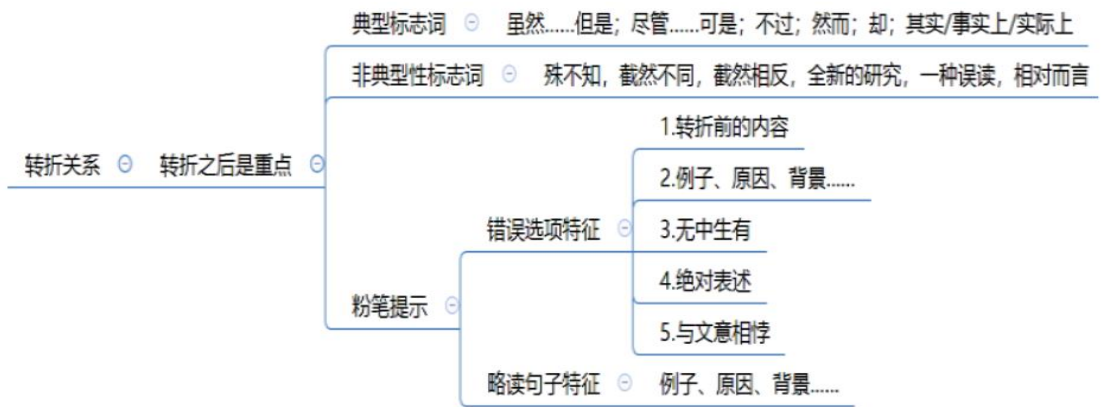 典型标志词 虽然......但是；尽管......可是；不过；然而；却；其实/事实上/实际上
非典型性标志词 殊不知，截然不同，截然相反，全新的研究，一种误读，相对而言
转折关系 转折之后是重点
1.转折前的内容
2.例子、原因、背景......
错误选项特征 3.无中生有
4.绝对表述
粉笔提示
5.与文意相悖
略读句子特征 例子、原因、背景......